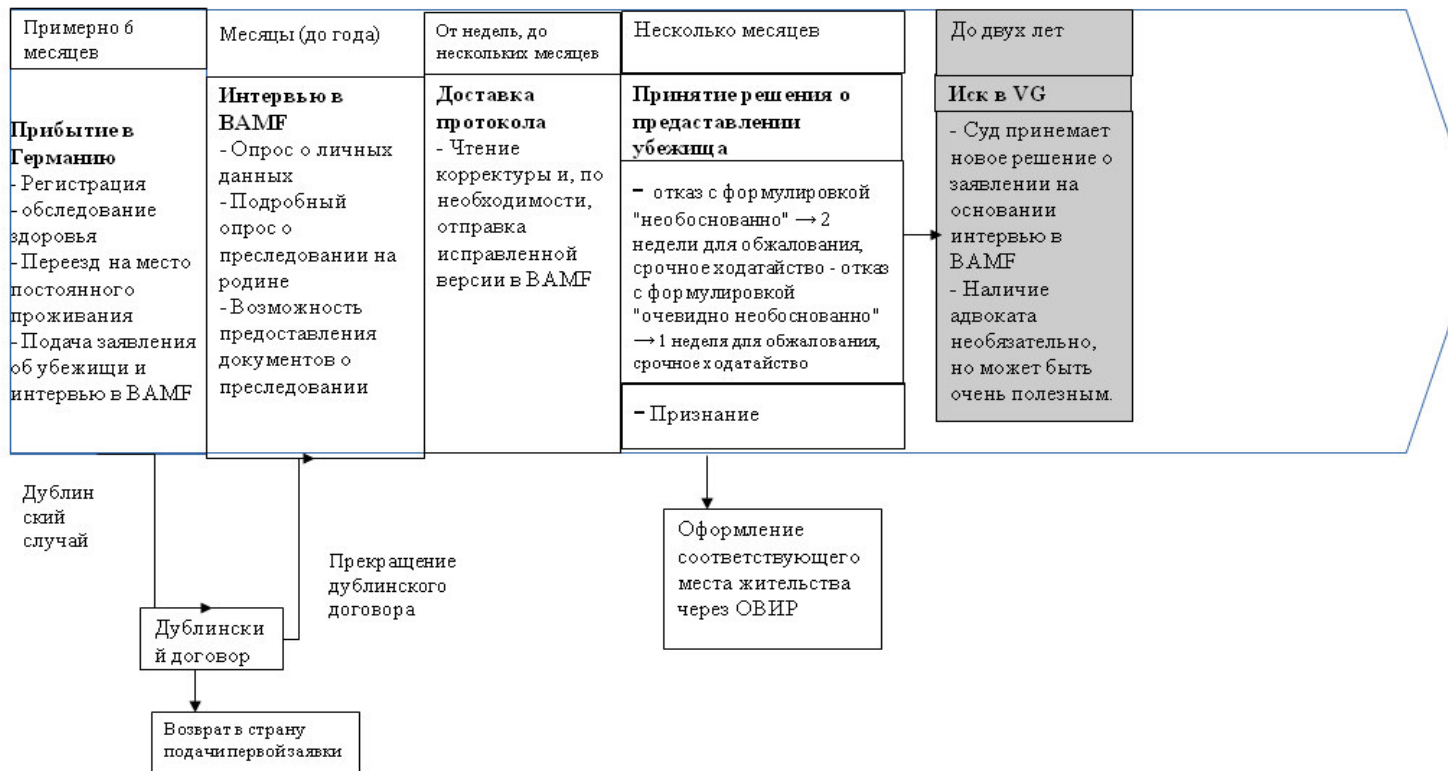 Примерно 6
месяцев
Месяцы (до года)
От недель, до
нескольких месяцев
Несколько месяцев
До двух лет
Прибытие в
Германию
- Регистрация
- обследование
здоровья
- Переезд на место
постоянного
проживания
- Подача заявления
об убежищи и
интервью в BAMF
Интервью в
BAMF
- Опрос о личных
данных
- Подробный
опрос о
преследовании на
родине
- Возможность
предоставления
документов о
преследовании
Доставка
протокола
- Чтение
корректуры и, по
необходимости,
отправка
исправленной
версии в BAMF
Принятие решения о
предаставлении
убежища
− отказ с формулировкой
"необоснованно" → 2
недели для обжалования,
срочное ходатайство - отказ
с формулировкой
"очевидно необоснованно"
→ 1 неделя для обжалования,
срочное ходатайство
− Признание
Иск в VG
- Суд принемает
новое решение о
заявлении на
основании
интервью в
BAMF
- Наличие
адвоката
необязательно,
но может быть
очень полезным.
Дублин
ский
случай
Прекращение
дублинского
договора
Дублински
й договор
Возврат в страну
подачи первой заявки
Оформление
соответствующего
места жительства
через ОВИР